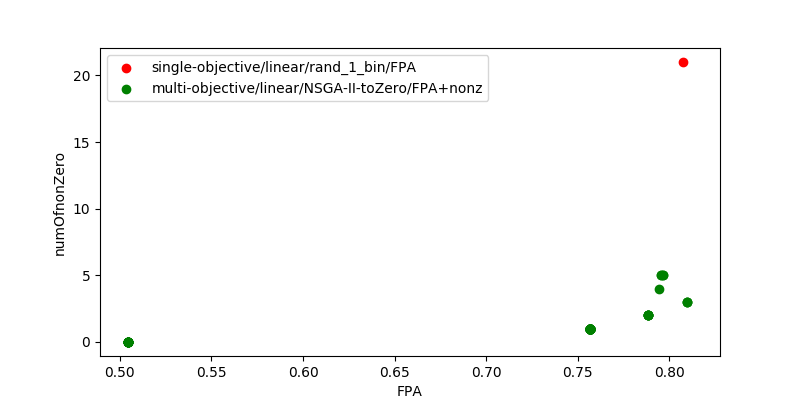 single-objective/linear/rand_1_bin/FPA
multi-objective/linear/NSGA-II-toZero/FPA+nonz
numOfnonZero
20
15
10
5
0
0.50 0.55 0.60 0.65 0.70 0.75 0.80
FPA